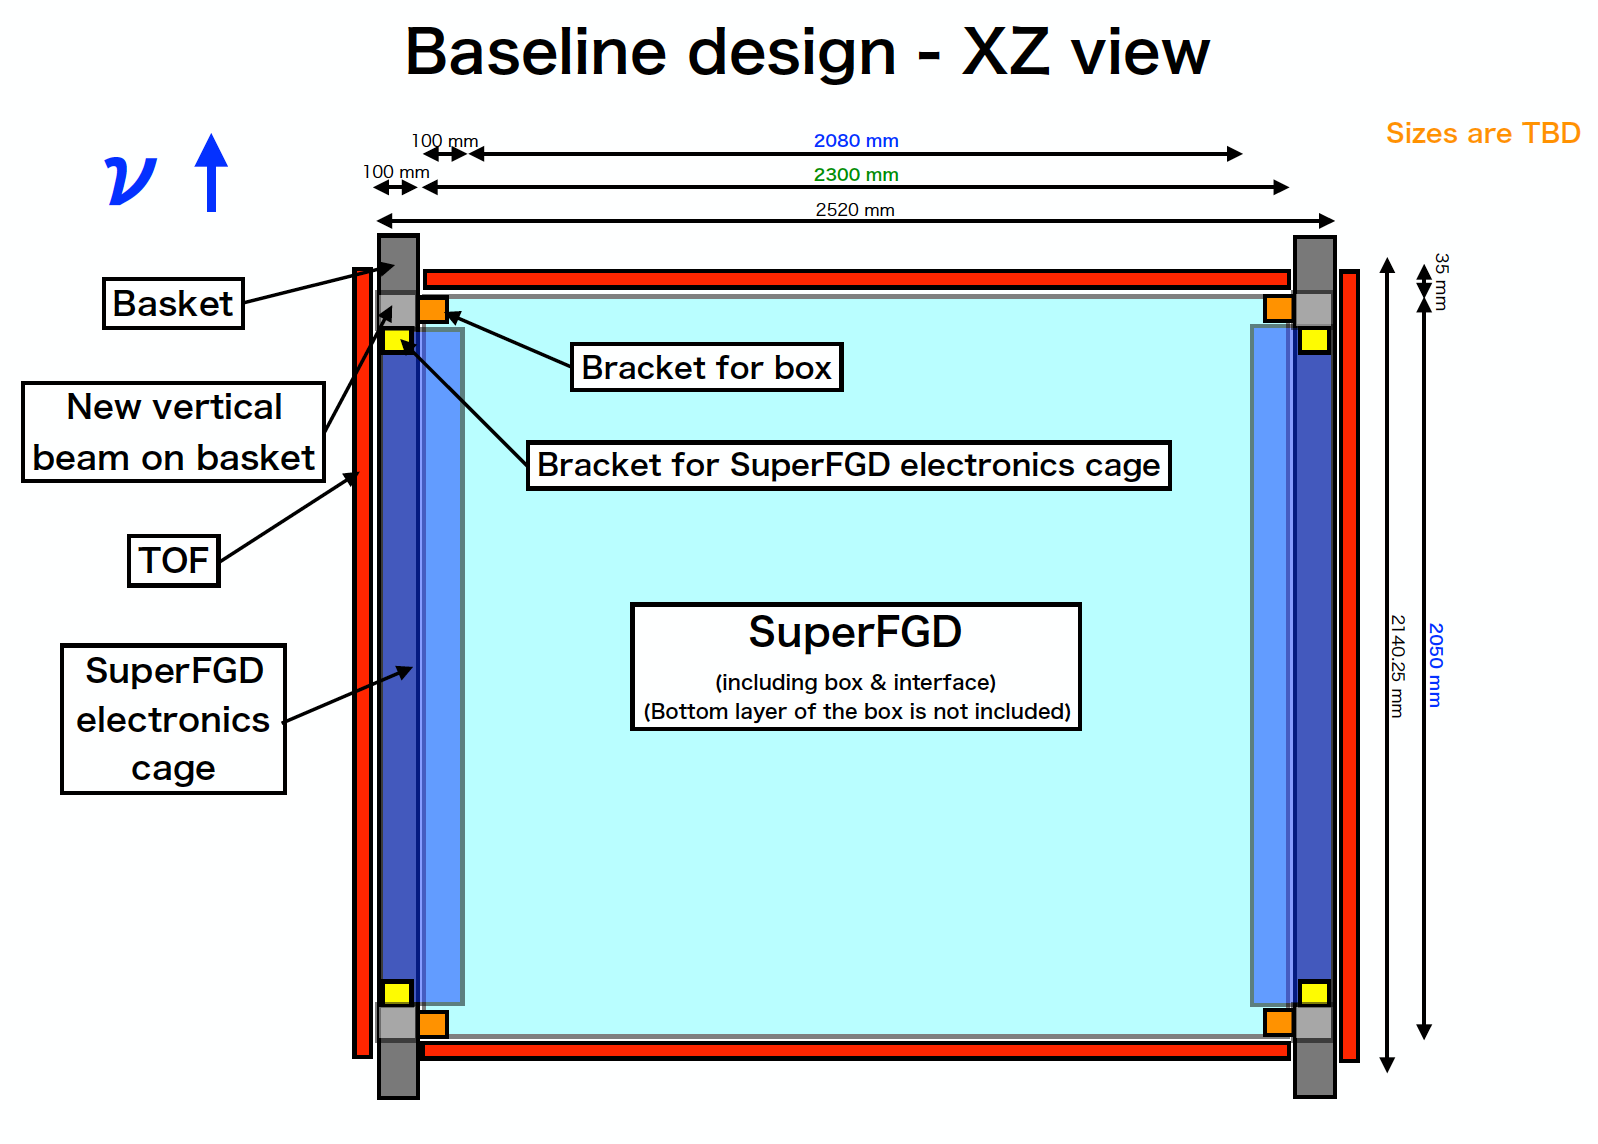 Baseline design - XZ view
Sizes are TBD
ν
100 mm
2080 mm
100 mm
2300 mm
2520 mm
35 mm
Basket
Bracket for box
New vertical
beam on basket
Bracket for SuperFGD electronics cage
TOF
SuperFGD
(including box & interface)
(Bottom layer of the box is not included)
SuperFGD
electronics
cage
2140.25 mm
2050 mm